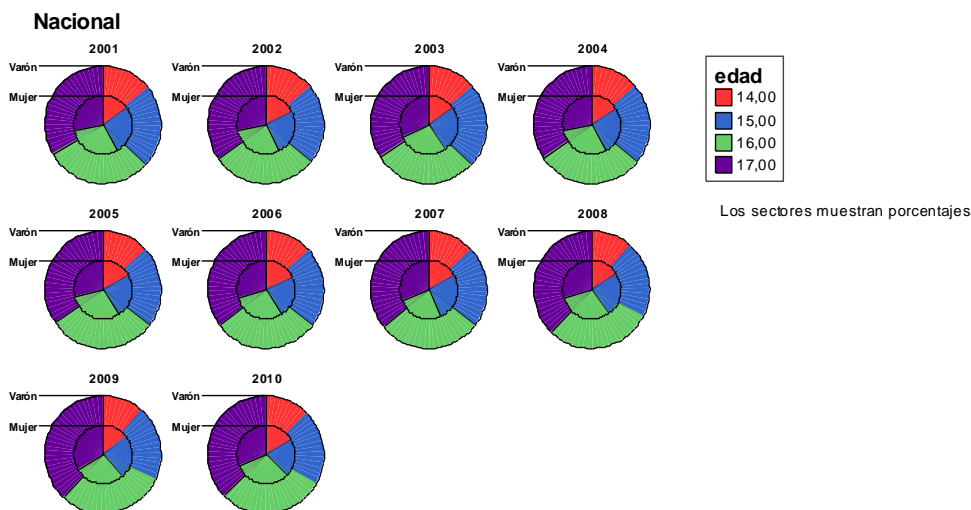 Nacional
2001
2002
2003
2004
Varón
Varón
Varón
Varón
Mujer
Mujer
Mujer
Mujer
edad
14,00
15,00
16,00
17,00
Los sectores muestran porcentajes
2005
2006
2007
2008
Varón
Varón
Varón
Varón
Mujer
Mujer
Mujer
Mujer
2009
2010
Varón
Varón
Mujer
Mujer